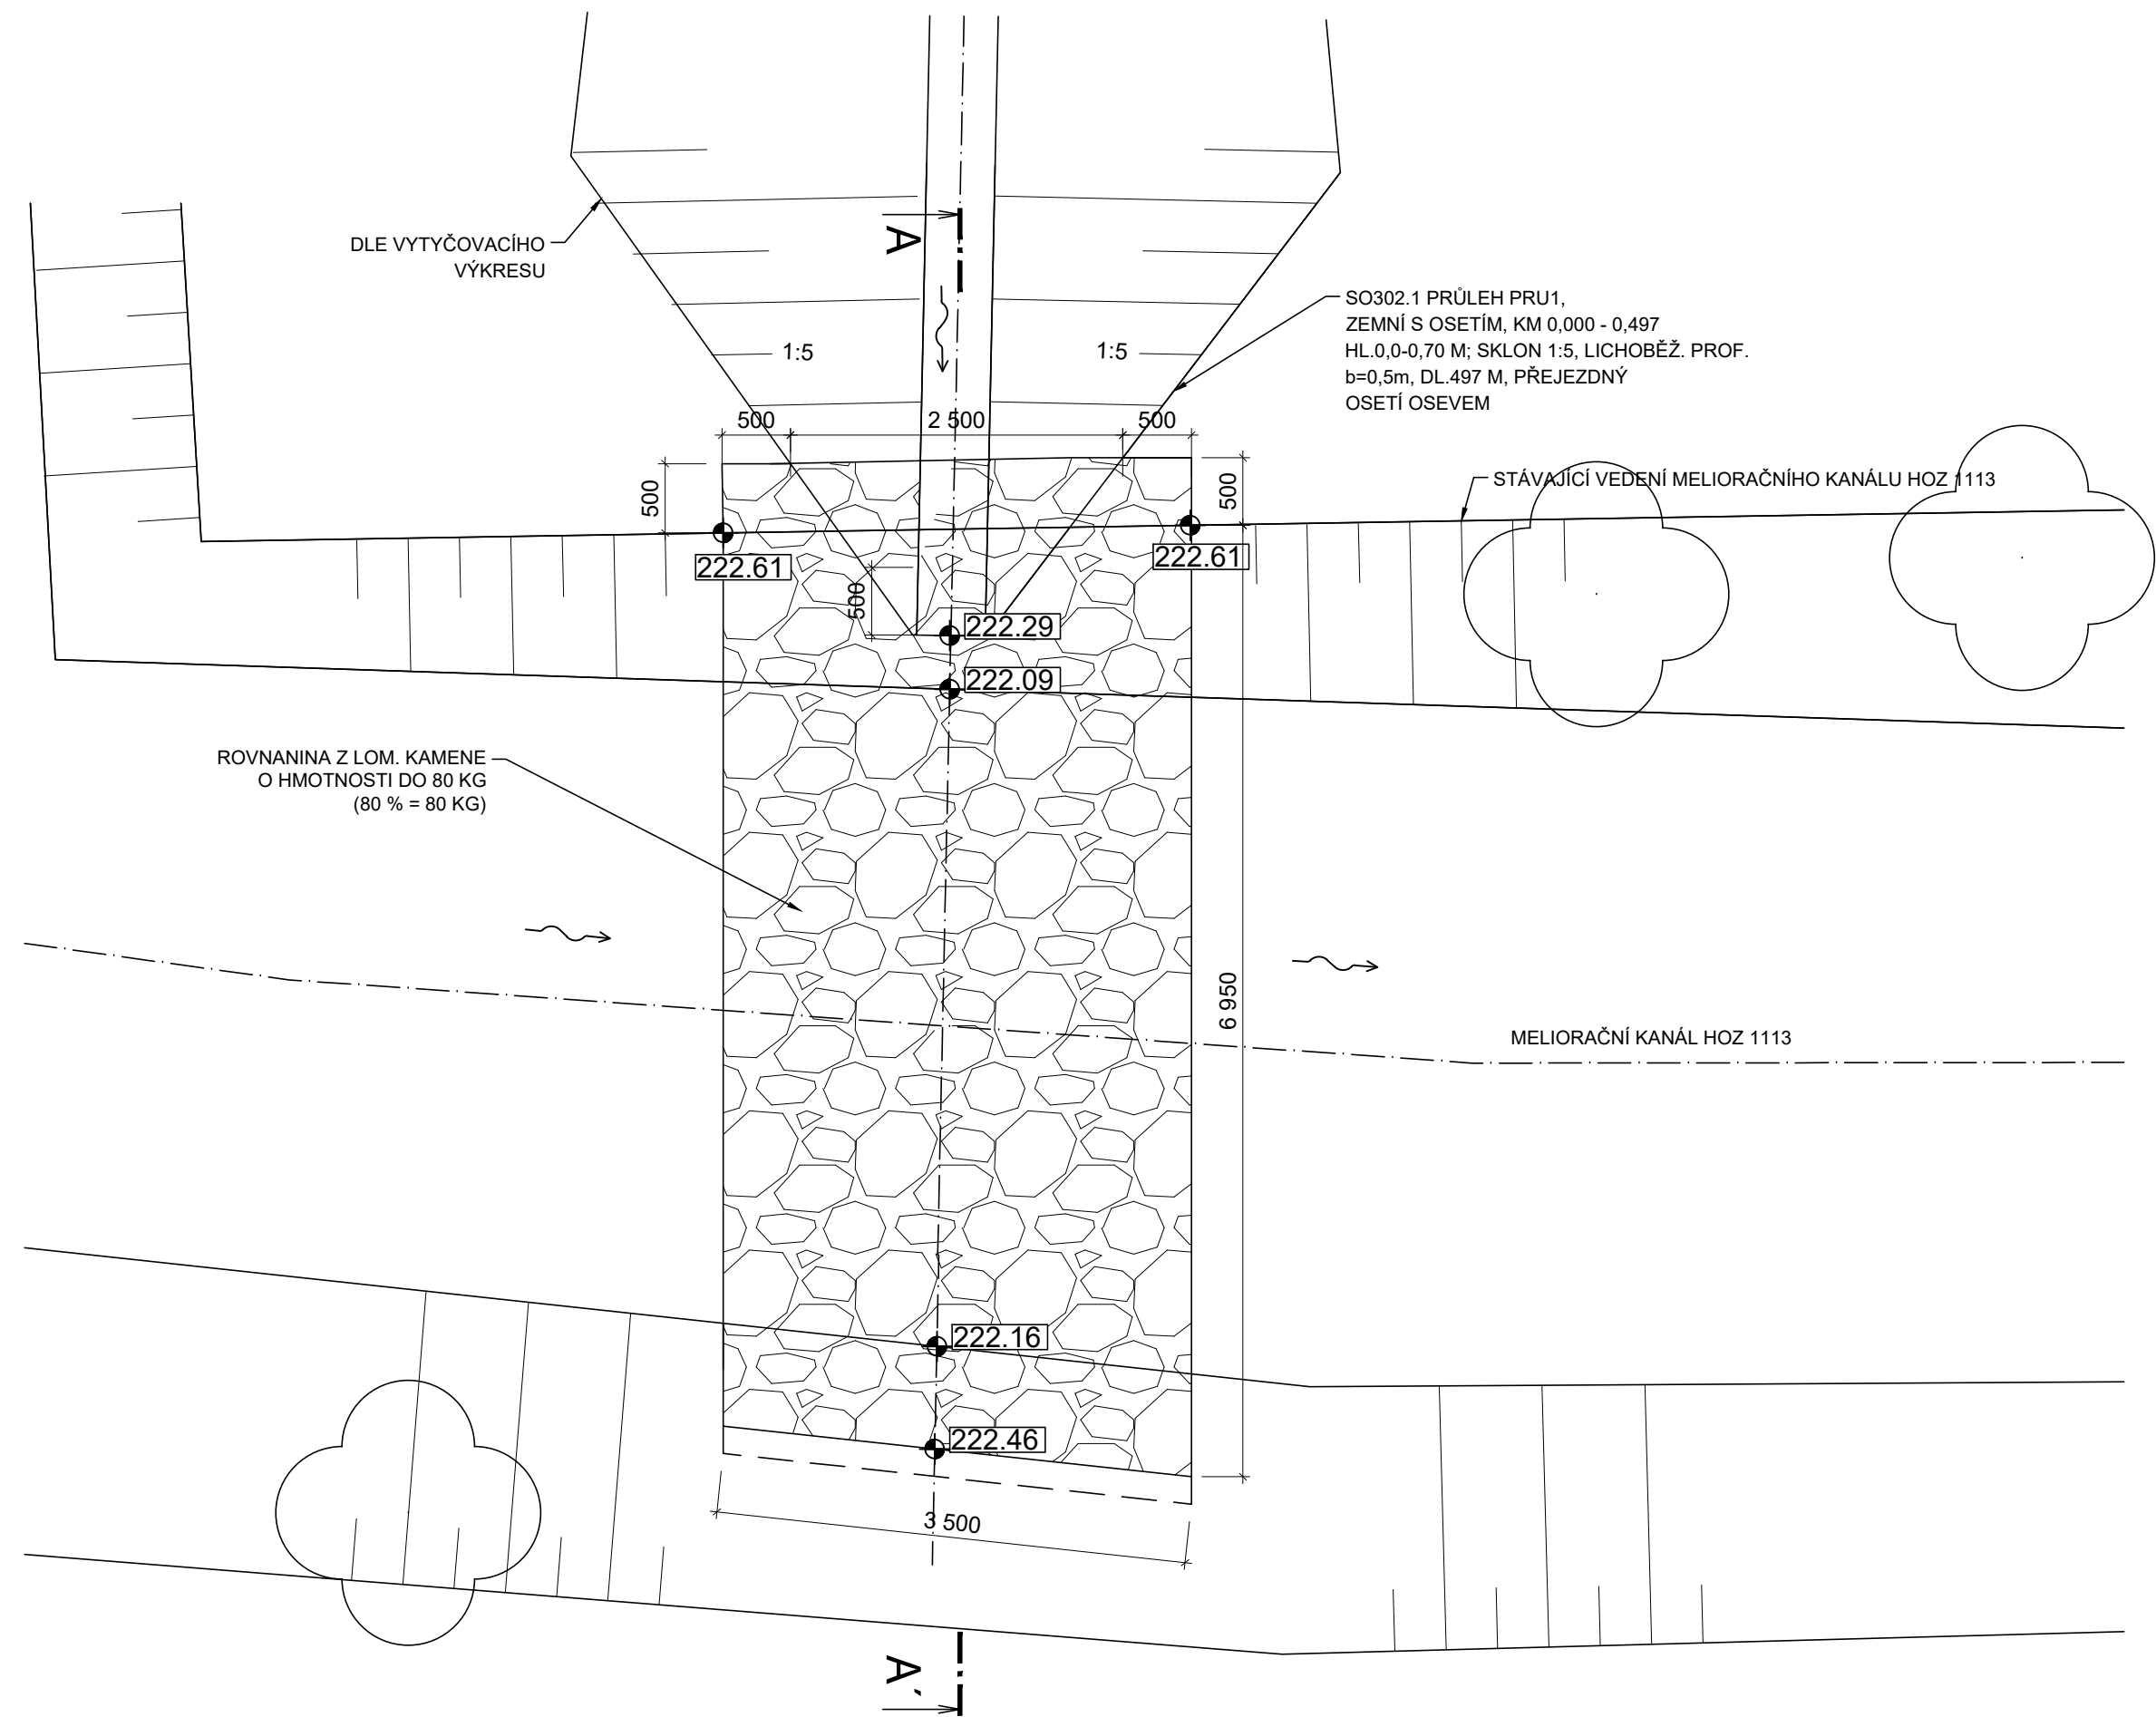 A
DLE VYTYČOVACÍHO
VÝKRESU
SO302.1 PRŮLEH PRU1,
ZEMNÍ S OSETÍM, KM 0,000 - 0,497
HL.0,0-0,70 M; SKLON 1:5, LICHOBĚŽ. PROF.
b=0,5m, DL.497 M, PŘEJEZDNÝ
OSETÍ OSEVEM
1:5
1:5
500
2 500
500
500
500
STÁVAJÍCÍ VEDENÍ MELIORAČNÍHO KANÁLU HOZ 1113
222.61
222.61
500
222.29
222.09
ROVNANINA Z LOM. KAMENE
O HMOTNOSTI DO 80 KG
(80 % = 80 KG)
6 950
MELIORAČNÍ KANÁL HOZ 1113
222.16
222.46
3 500
A´